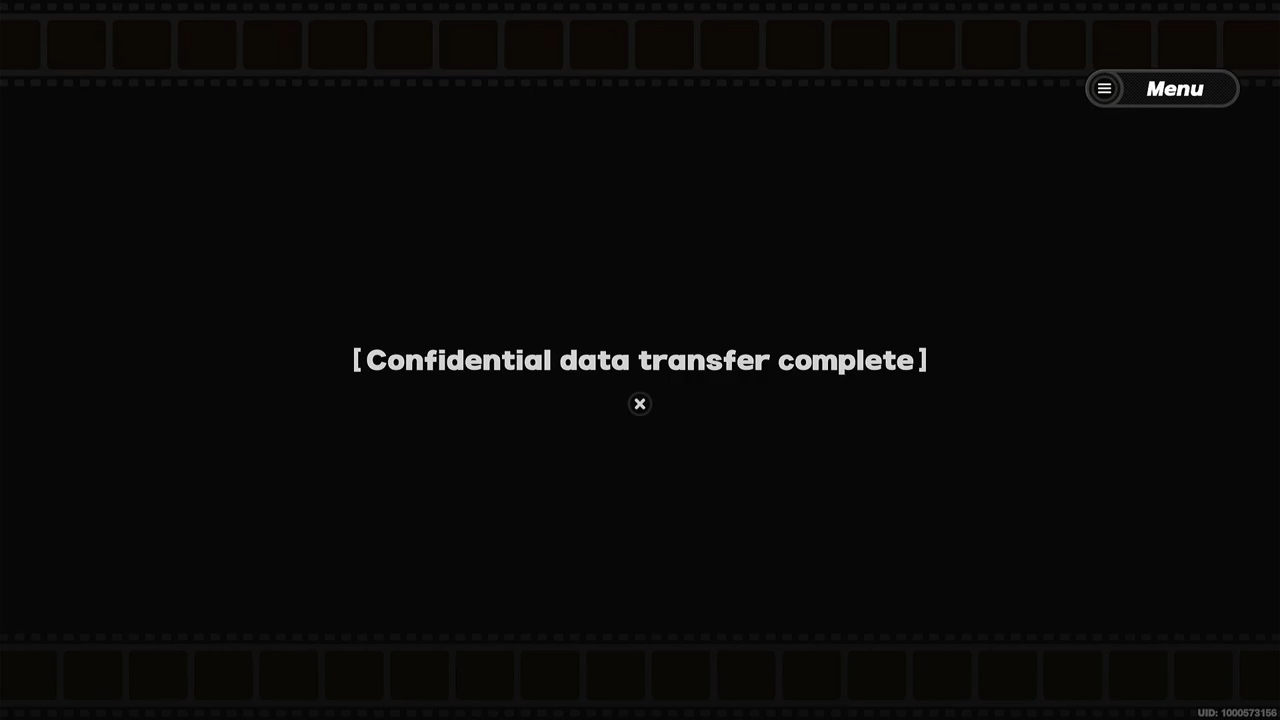 Menu
[Confidential data transfer complete]
UID: 1000573156